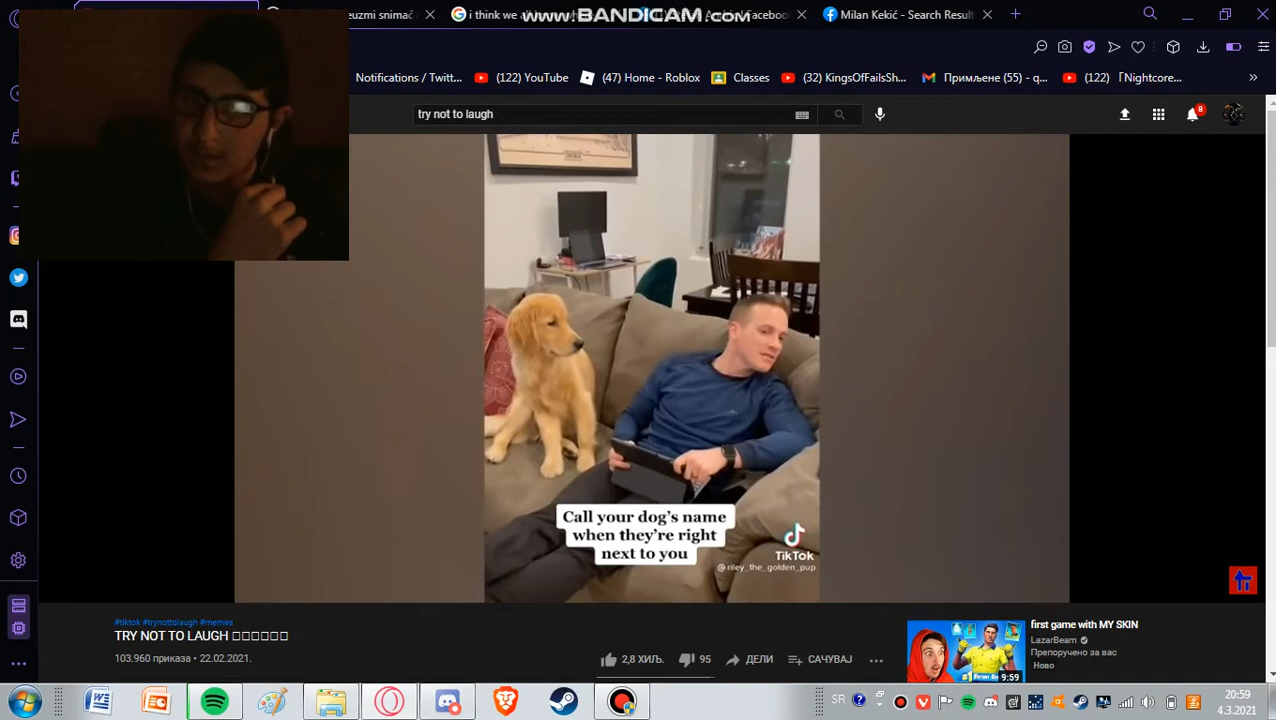 euzmi snimač
i think we all
www.BANDICAM.com
Facebook
Milan Kekić - Search Result
Notifications / Twitt...
(122) YouTube
(47) Home - Roblox
Classes
(32) KingsOfFailsSh...
Примљене (55) - q...
(122) 「Nightcore...
try not to laugh
8
Call your dog's name
when they're right
next to you
TikTok
@riley_the_golden_pup
#tiktok #trynottolaugh #memes
TRY NOT TO LAUGH
103.960 приказа • 22.02.2021.
2,8 ХИЉ.
95
ДЕЛИ
САЧУВАЈ
first game with MY SKIN
LazarBeam
Препоручено за вас
Ново
9:59
SR
20:59
4.3.2021